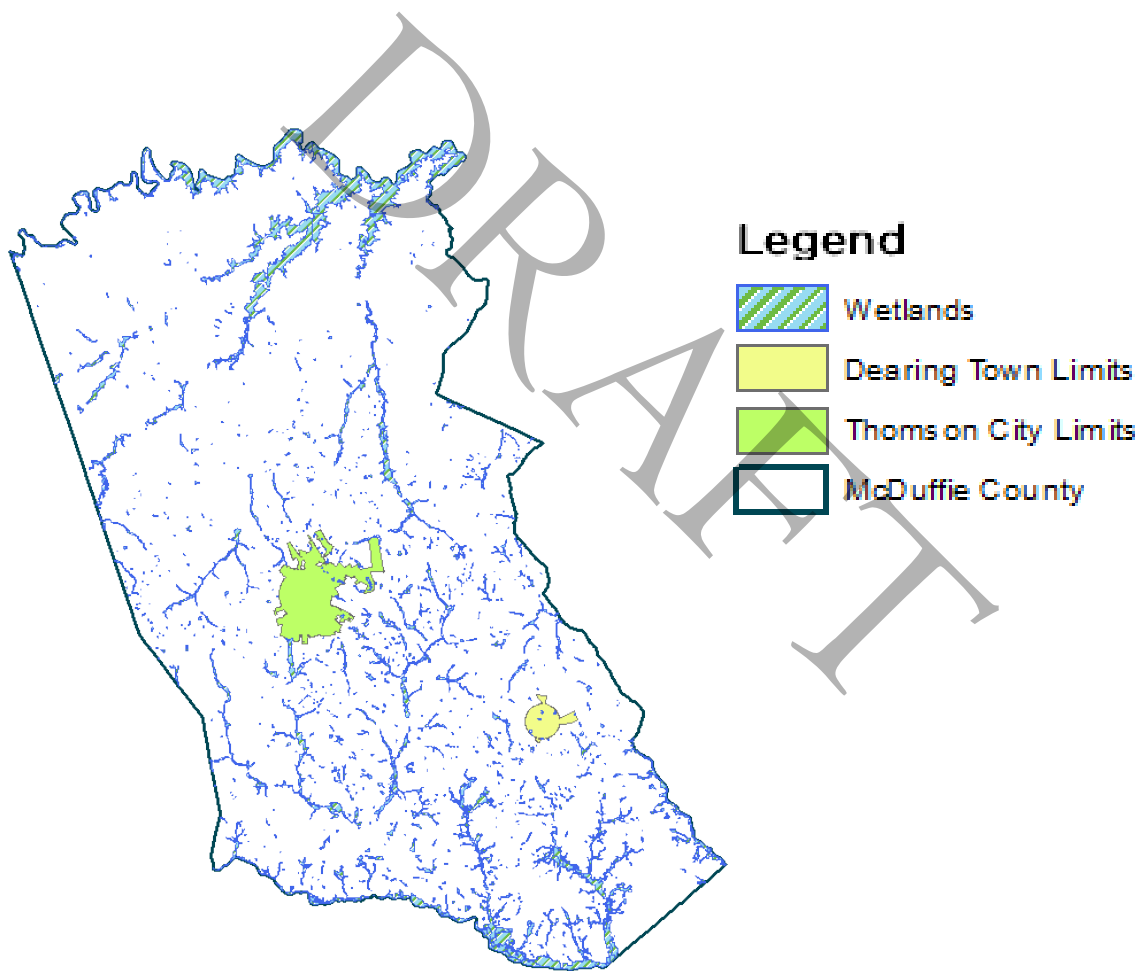 DRAFT
Legend
Wetlands
Dearing Town Limits
Thomson City Limits
McDuffie County